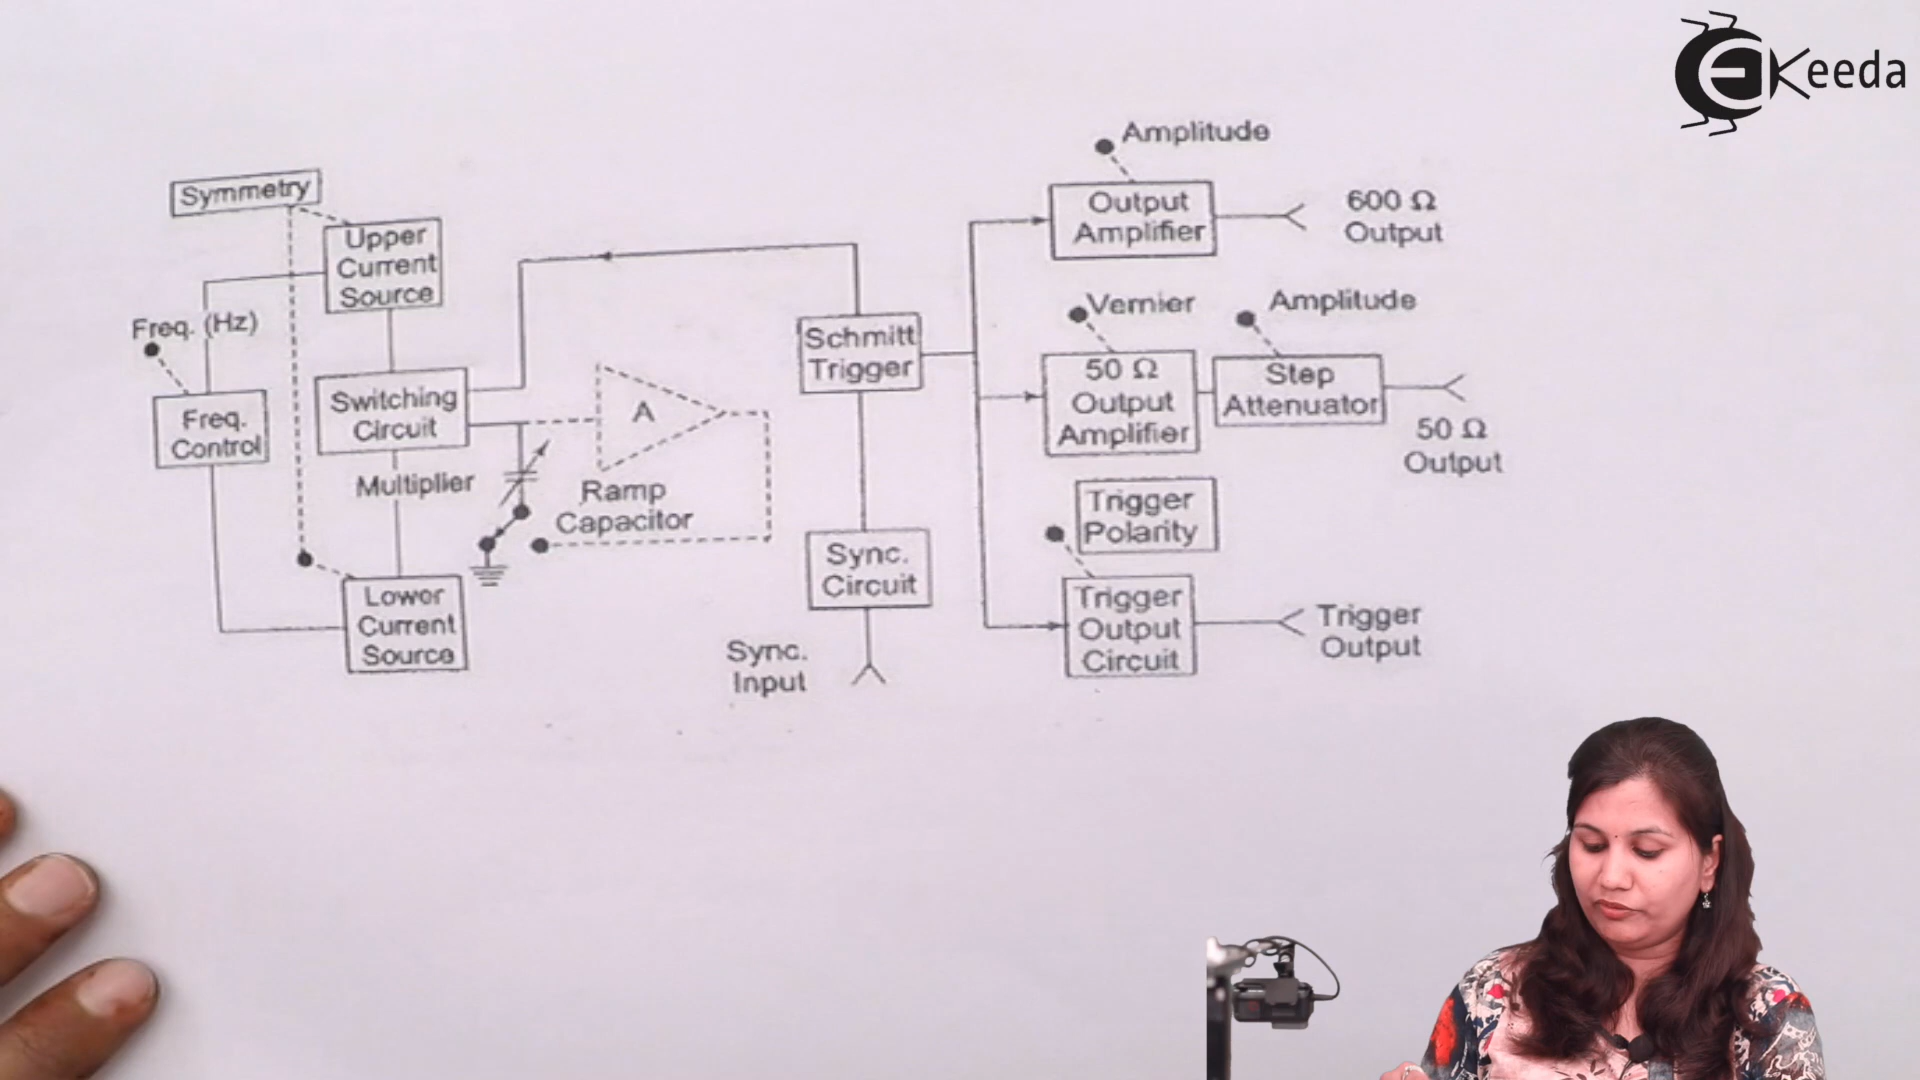 EKeeda
Amplitude
Symmetry
Output
Amplifier
600 Ω
Output
Upper
Current
Source
Freq. (Hz)
Vernier
Amplitude
Schmitt
Trigger
50 Ω
Output
Amplifier
Step
Attenuator
Switching
Circuit
A
Freq.
Control
50 Ω
Output
Multiplier
Ramp
Capacitor
Trigger
Polarity
Sync.
Circuit
Lower
Current
Source
Trigger
Output
Circuit
Trigger
Output
Sync.
Input